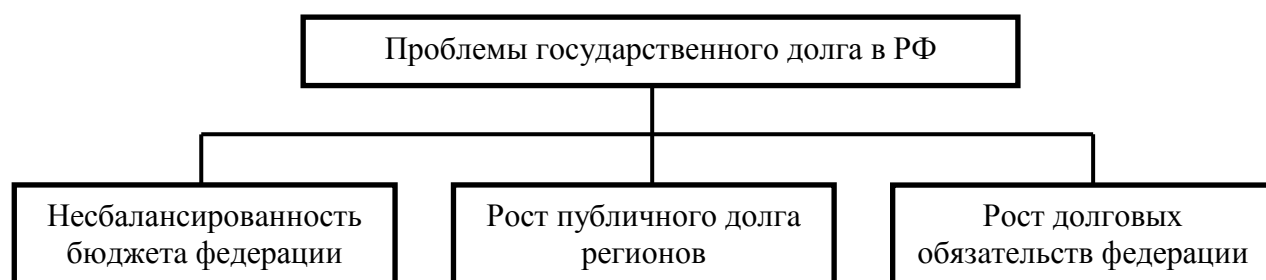 Проблемы государственного долга в РФ
Несбалансированность
бюджета федерации
Рост публичного долга
регионов
Рост долговых
обязательств федерации